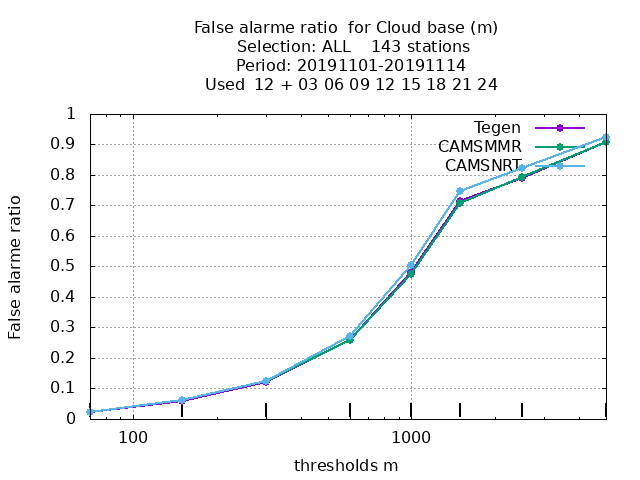 False alarme ratio  for Cloud base (m)
Selection: ALL    143 stations
Period: 20191101-20191114
Used  12 + 03 06 09 12 15 18 21 24
1
0.9
0.8
0.7
0.6
0.5
0.4
0.3
0.2
0.1
0
False alarme ratio
Tegen
CAMSMMR
CAMSNRT
100
1000
thresholds m